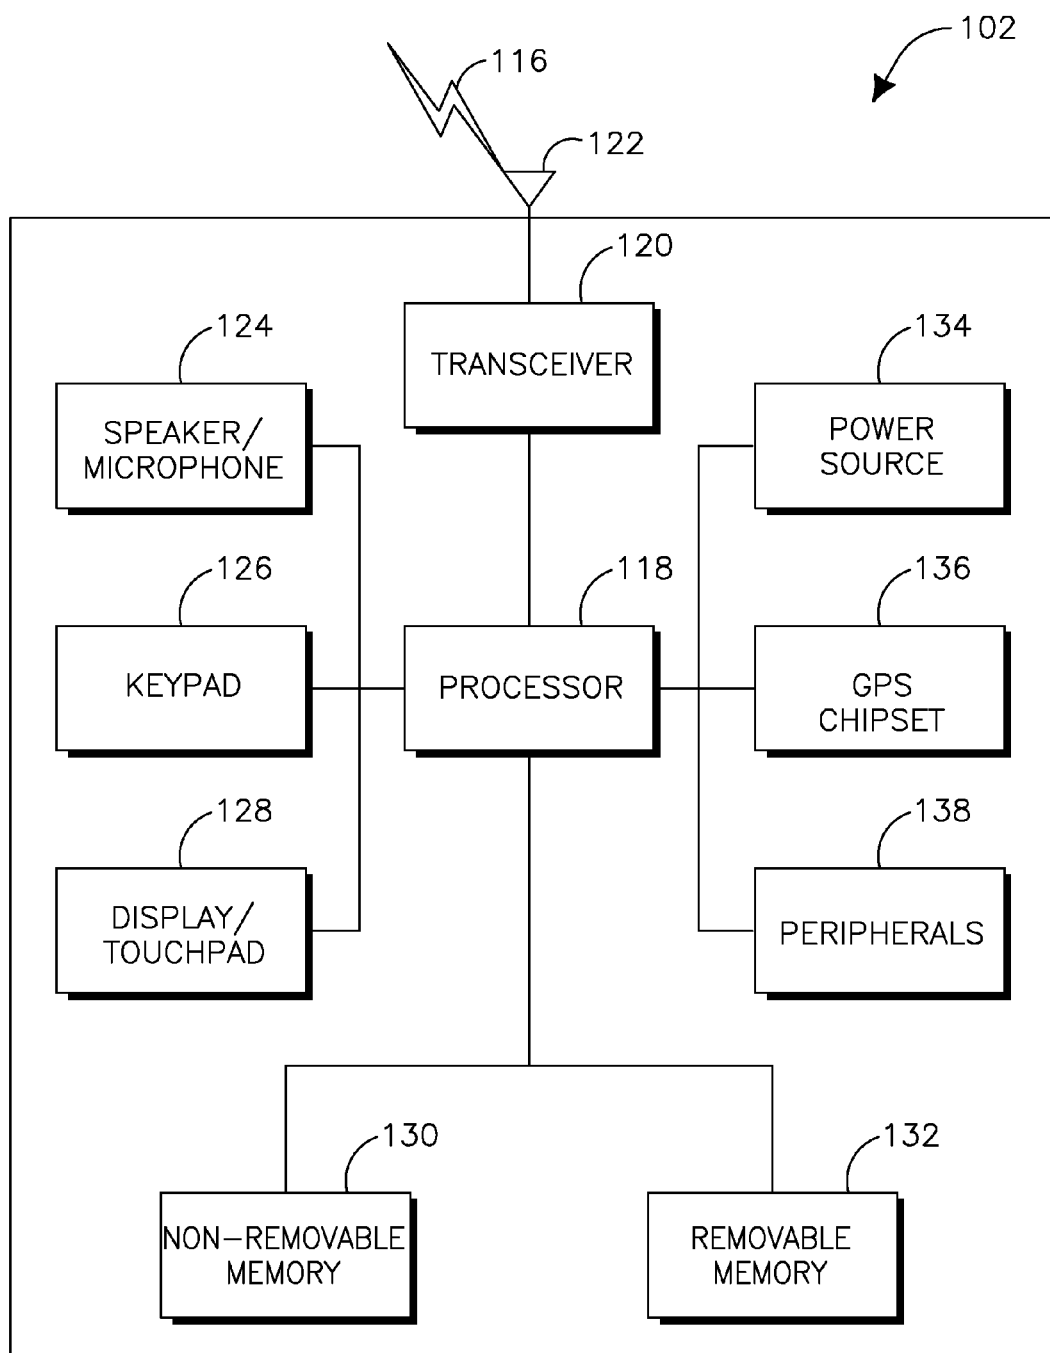 102
116
122
120
TRANSCEIVER
124
SPEAKER/
MICROPHONE
134
POWER
SOURCE
126
KEYPAD
118
PROCESSOR
136
GPS
CHIPSET
128
DISPLAY/
TOUCHPAD
138
PERIPHERALS
130
NON-REMOVABLE
MEMORY
132
REMOVABLE
MEMORY